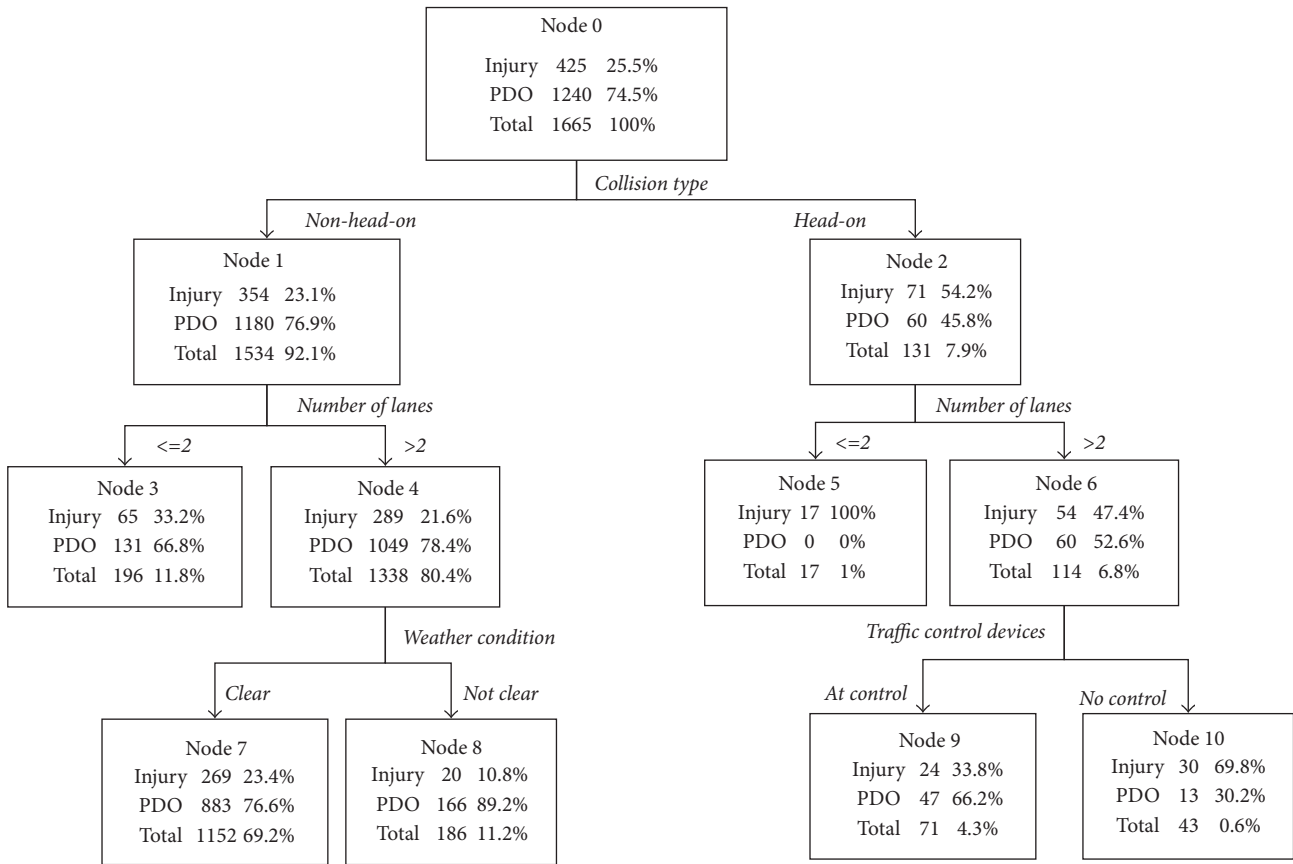 Node 0
Injury 425 25.5%
PDO 1240 74.5%
Total 1665 100%
Collision type
Non-head-on
Head-on
Node 1
Injury 354 23.1%
PDO 1180 76.9%
Total 1534 92.1%
Node 2
Injury 71 54.2%
PDO 60 45.8%
Total 131 7.9%
Number of lanes
<=2
>2
Number of lanes
<=2
>2
Node 3
Injury 65 33.2%
PDO 131 66.8%
Total 196 11.8%
Node 4
Injury 289 21.6%
PDO 1049 78.4%
Total 1338 80.4%
Node 5
Injury 17 100%
PDO 0 0%
Total 17 1%
Node 6
Injury 54 47.4%
PDO 60 52.6%
Total 114 6.8%
Weather condition
Clear
Not clear
Traffic control devices
At control
No control
Node 7
Injury 269 23.4%
PDO 883 76.6%
Total 1152 69.2%
Node 8
Injury 20 10.8%
PDO 166 89.2%
Total 186 11.2%
Node 9
Injury 24 33.8%
PDO 47 66.2%
Total 71 4.3%
Node 10
Injury 30 69.8%
PDO 13 30.2%
Total 43 0.6%